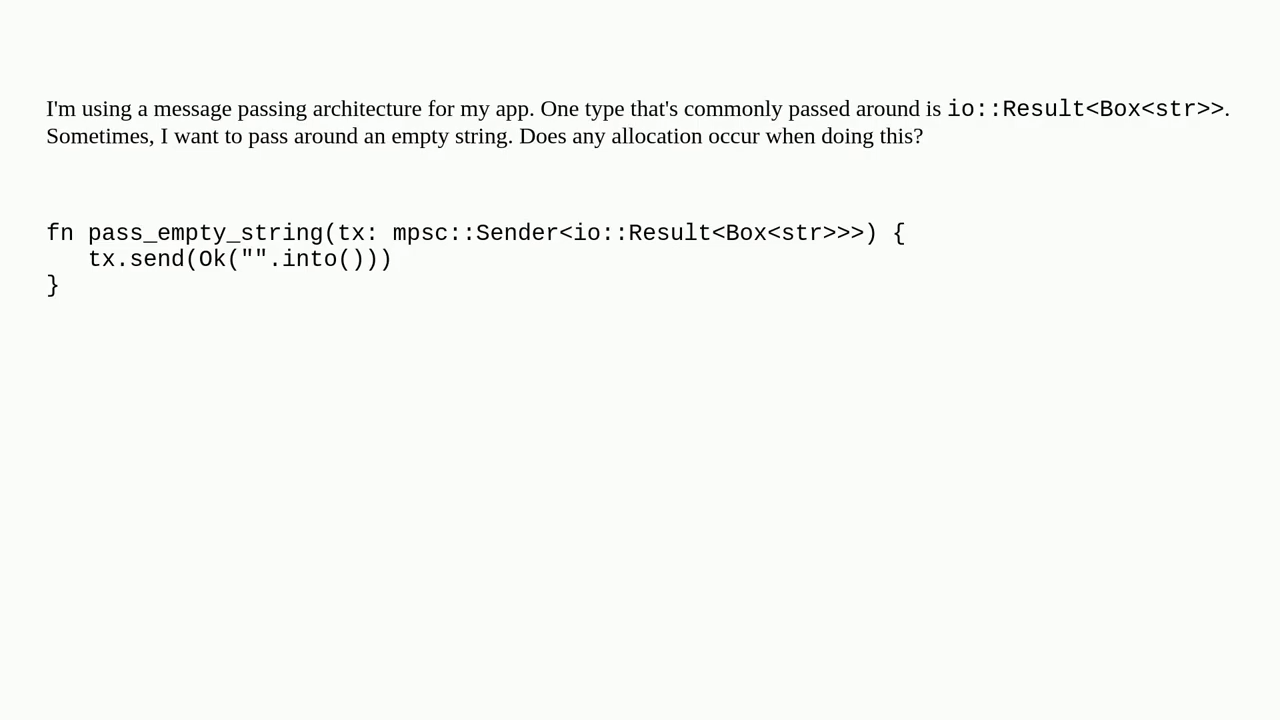 I'm using a message passing architecture for my app. One type that's commonly passed around is io::Result<Box<str>>.
Sometimes, I want to pass around an empty string. Does any allocation occur when doing this?
fn pass_empty_string(tx: mpsc::Sender<io::Result<Box<str>>>) {
   tx.send(Ok("".into()))
}